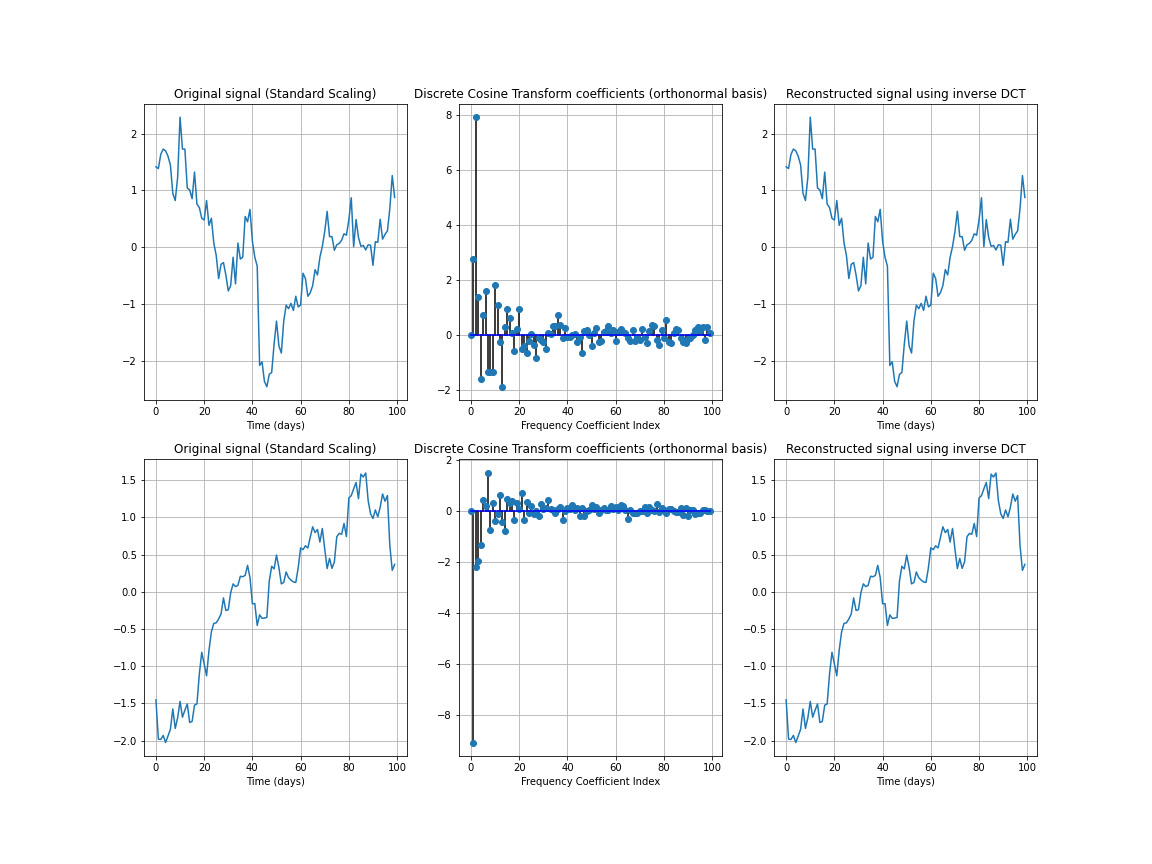 Original signal (Standard Scaling)
Discrete Cosine Transform coefficients (orthonormal basis)
Reconstructed signal using inverse DCT
2
1
0
−1
−2
0 20 40 60 80 100
Time (days)
8
6
4
2
0
−2
0 20 40 60 80 100
Frequency Coefficient Index
2
1
0
−1
−2
0 20 40 60 80 100
Time (days)
Original signal (Standard Scaling)
Discrete Cosine Transform coefficients (orthonormal basis)
Reconstructed signal using inverse DCT
1.5
1.0
0.5
0.0
−0.5
−1.0
−1.5
−2.0
0 20 40 60 80 100
Time (days)
2
0
−2
−4
−6
−8
0 20 40 60 80 100
Frequency Coefficient Index
1.5
1.0
0.5
0.0
−0.5
−1.0
−1.5
−2.0
0 20 40 60 80 100
Time (days)